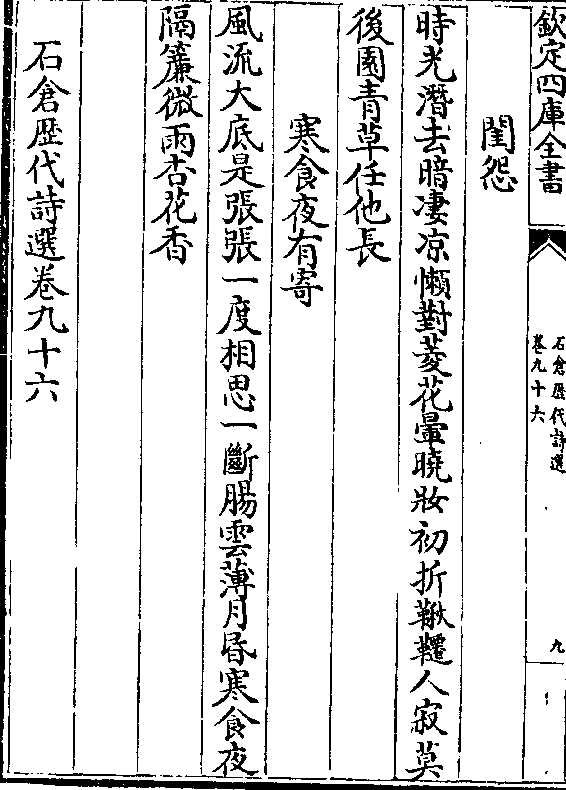 欽定四庫全書
石倉歷代詩選
卷九十六
九
閨怨
時光潛去暗凄凉懶對菱花暈曉妝初折鞦韆人寂莫
後園青草任他長
寒食夜有寄
風流大底是張張一度相思一斷腸雲薄月昏寒食夜
隔簾微雨杏花香
石倉歷代詩選卷九十六